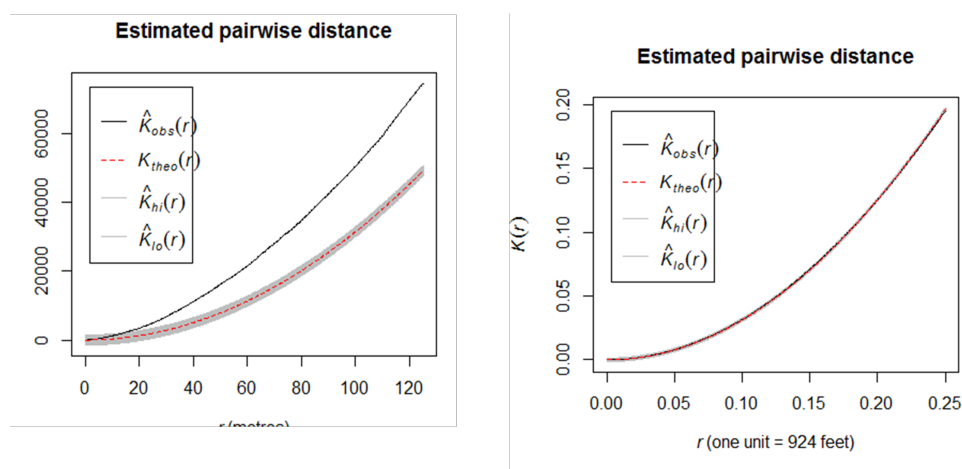 Estimated pairwise distance
K̂obs(r)
Ktheo(r)
K̂hi(r)
K̂lo(r)
0
20000
40000
60000
0 20 40 60 80 100 120
r (metres)
Estimated pairwise distance
K̂obs(r)
Ktheo(r)
K̂hi(r)
K̂lo(r)
K(r)
0.00
0.05
0.10
0.15
0.20
0.00 0.05 0.10 0.15 0.20 0.25
r (one unit = 924 feet)